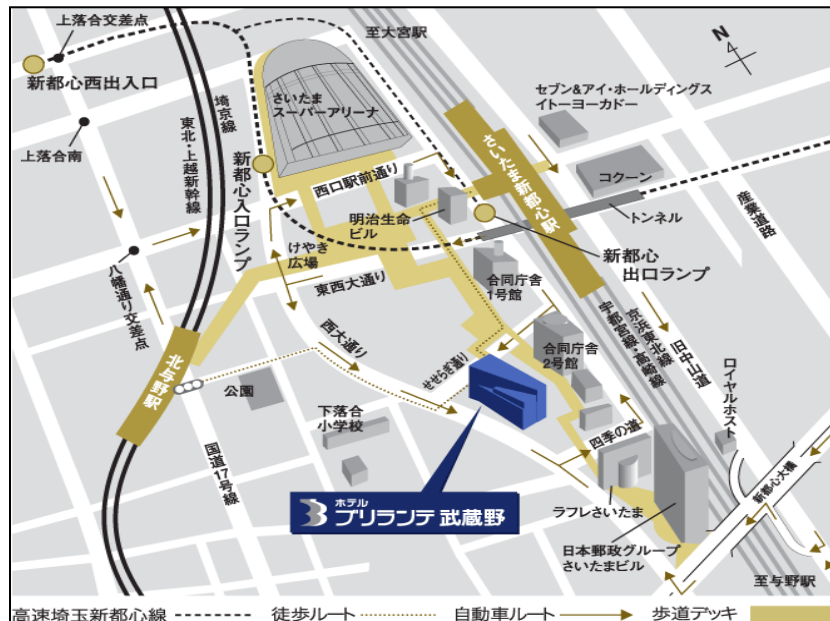 上落合交差点
至大宮駅
N
新都心西出入口
上落合南
埼京線
東北・上越新幹線
さいたま
スーパーアリーナ
セブン&アイ・ホールディングス
イトーヨーカドー
新都心入口ランプ
西口駅前通り
さいたま新都心駅
コクーン
明治生命
ビル
トンネル
産業道路
八幡通り交差点
けやき
広場
新都心
出口ランプ
東西大通り
合同庁舎
1号館
西大通り
せせらぎ通り
合同庁舎
2号館
宇都宮線・高崎線
京浜東北線
旧中山道
北与野駅
公園
下落合
小学校
ロイヤルホスト
国道17号線
四季の道
新都心大橋
ホテル
ブリランテ 武蔵野
ラフレさいたま
日本郵政グループ
さいたまビル
至与野駅
高速埼玉新都心線 徒歩ルート 自動車ルート 歩道デッキ